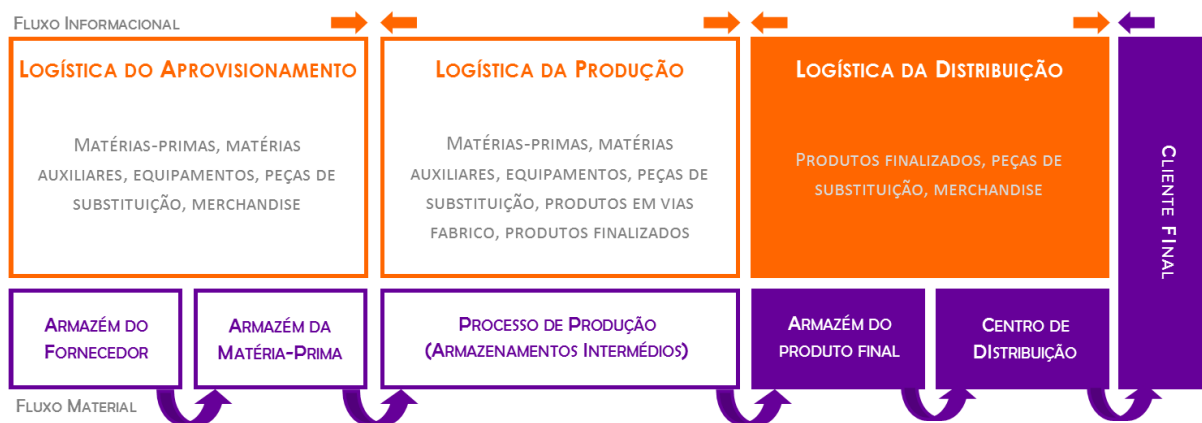 Fluxo Informacional
Logística do Aprovisionamento
Matérias-primas, matérias
auxiliares, equipamentos, peças de
substituição, merchandise
Logística da Produção
Matérias-primas, matérias
auxiliares, equipamentos, peças de
substituição, produtos em vias
fabrico, produtos finalizados
Logística da Distribuição
Produtos finalizados, peças de
substituição, merchandise
Cliente FInal
Armazém do
Fornecedor
Armazém da
Matéria-Prima
Processo de Produção
(Armazenamentos Intermédios)
Armazém do
produto final
Centro de
DIstribuição
Fluxo Material